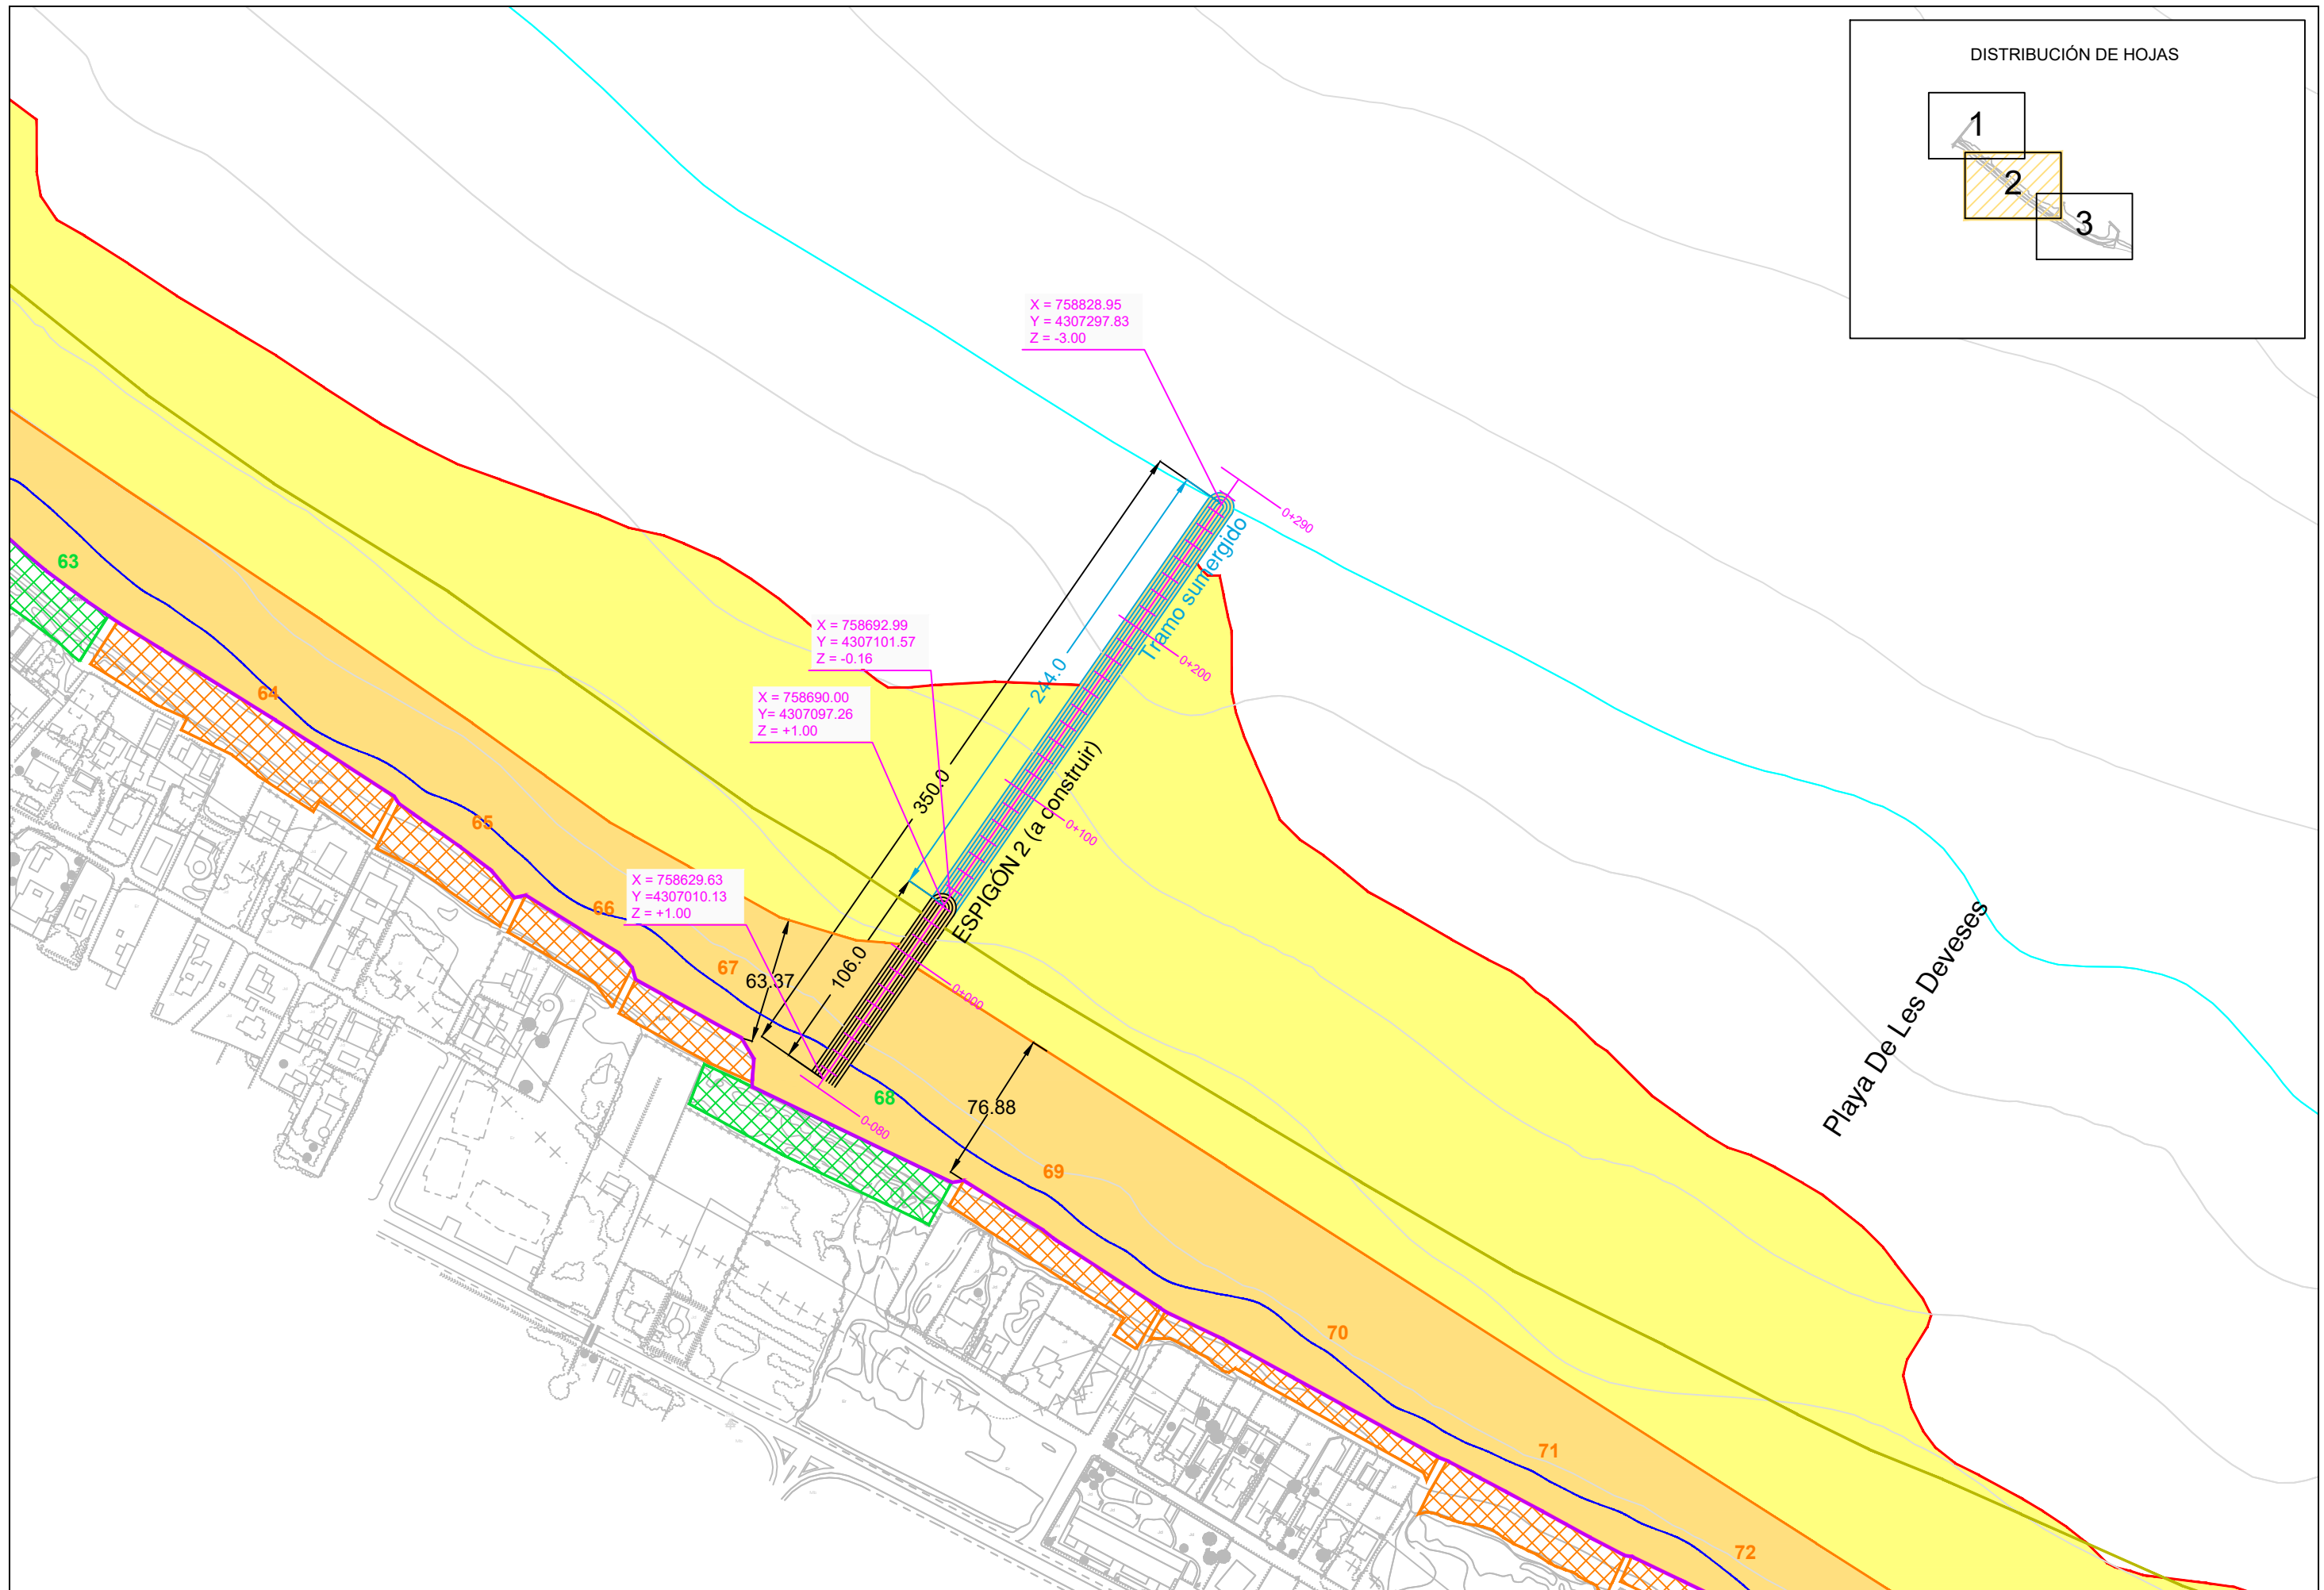 DISTRIBUCIÓN DE HOJAS
1
2
3
X = 758828.95
Y = 4307297.83
Z = -3.00
0+290
Tramo sumergido
0+200
X = 758692.99
Y = 4307101.57
Z = -0.16
244.0
X = 758690.00
Y= 4307097.26
Z = +1.00
350.0
0+100
ESPIGÓN 2 (a construir)
X = 758629.63
Y =4307010.13
Z = +1.00
106.0
63.37
0+000
0-080
76.88
Playa De Les Deveses
63
64
65
66
67
68
69
70
71
72